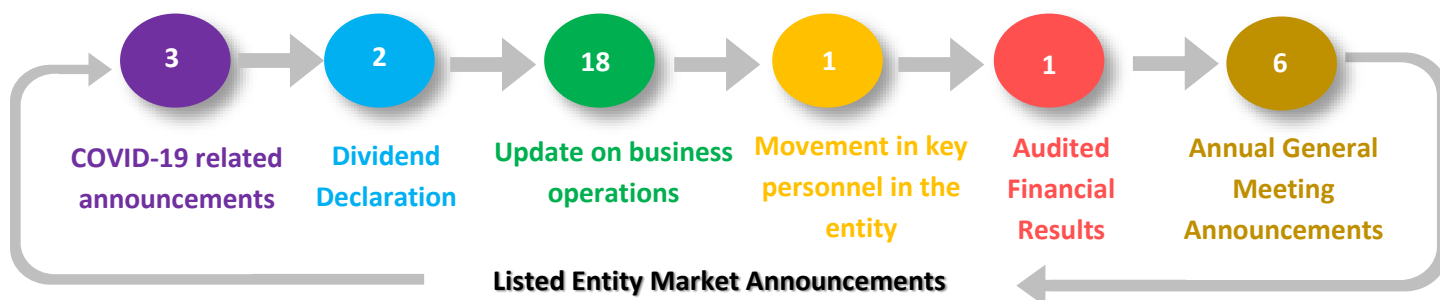 3
2
18
1
1
6
COVID-19 related
announcements
Dividend
Declaration
Update on business
operations
Movement in key
personnel in the
entity
Audited
Financial
Results
Annual General
Meeting
Announcements
Listed Entity Market Announcements